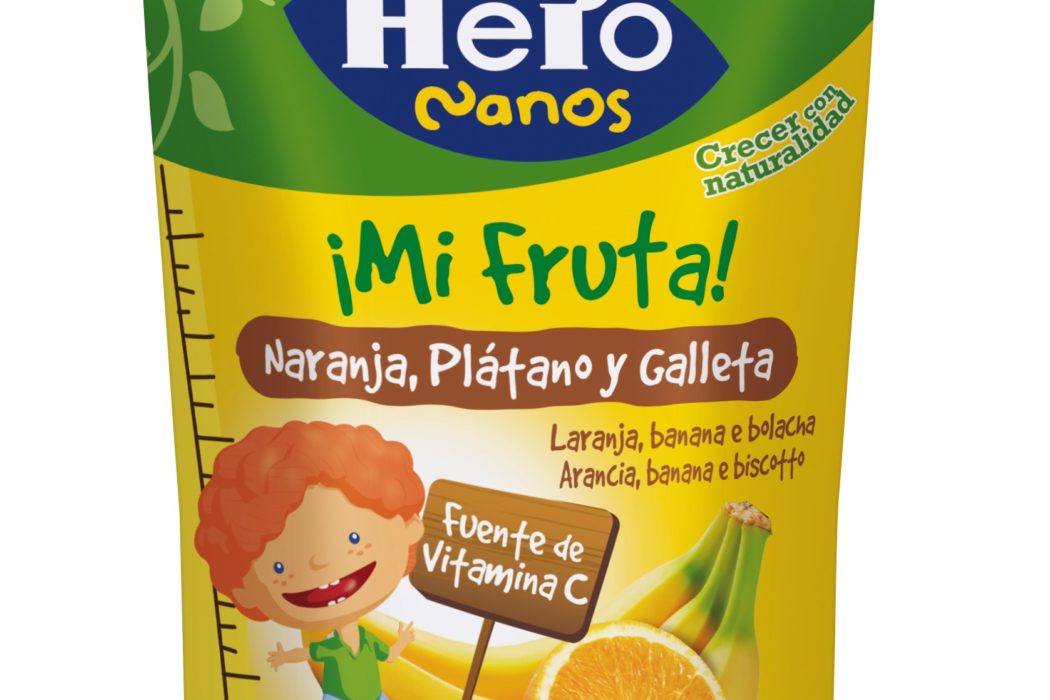 Hero
Nanos
Crecer con
naturalidad
¡Mi Fruta!
Naranja, Plátano y Galleta
Laranja, banana e bolacha
Arancia, banana e biscotto
Fuente de
Vitamina C